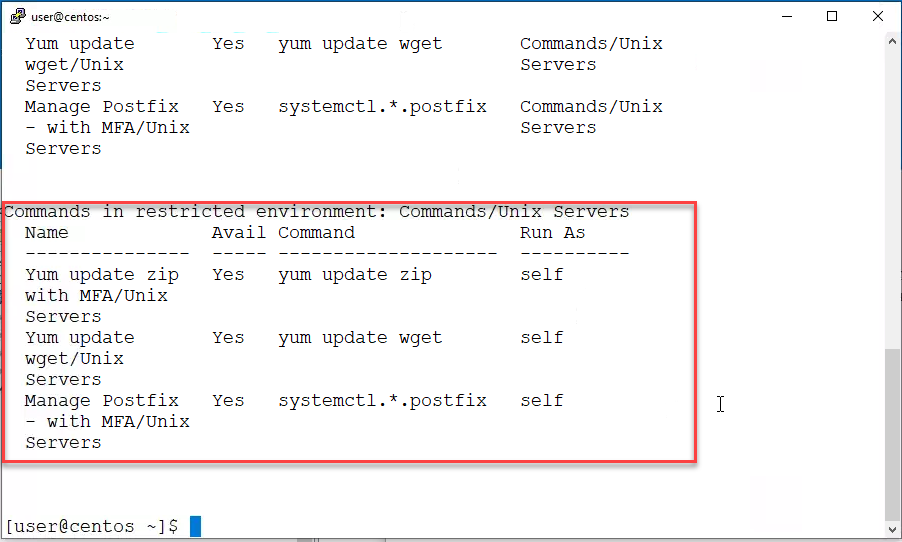 user@centos:~
Yum update Yes yum update wget Commands/Unix
wget/Unix Servers
Servers
Manage Postfix Yes systemctl.*.postfix Commands/Unix
- with MFA/Unix Servers
Servers
Commands in restricted environment: Commands/Unix Servers
Name Avail Command Run As
--------------- ----- -------------------- ----------
Yum update zip Yes yum update zip self
with MFA/Unix
Servers
Yum update Yes yum update wget self
wget/Unix
Servers
Manage Postfix Yes systemctl.*.postfix self
- with MFA/Unix
Servers
[user@centos ~]$